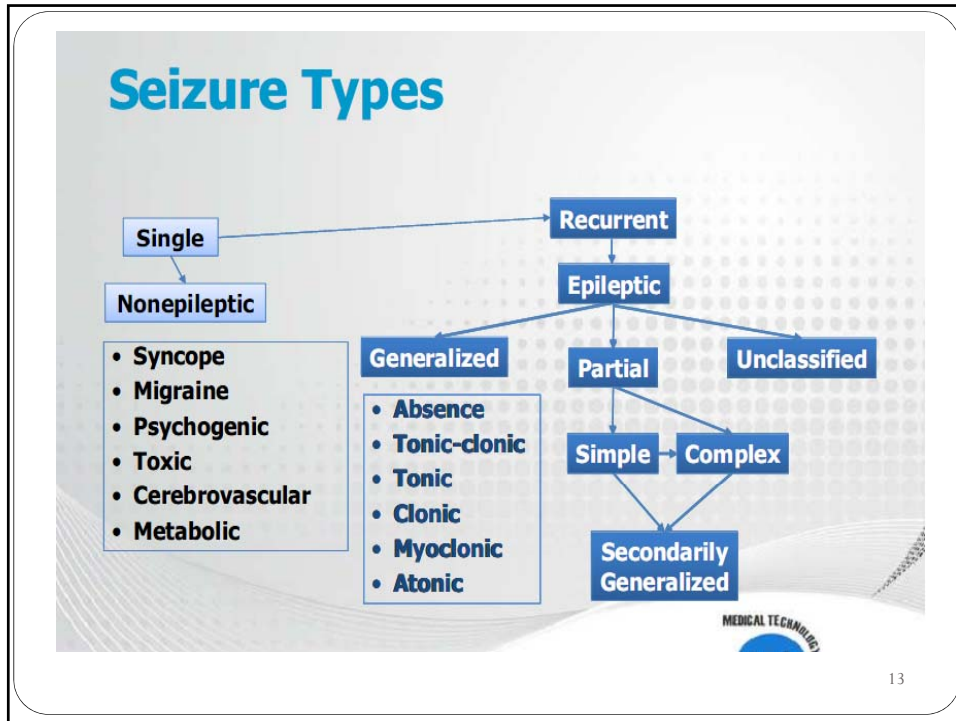 Seizure Types
Single
Nonepileptic
• Syncope
• Migraine
• Psychogenic
• Toxic
• Cerebrovascular
• Metabolic
Recurrent
Epileptic
Generalized
Partial
Unclassified
• Absence
• Tonic-clonic
• Tonic
• Clonic
• Myoclonic
• Atonic
Simple
Complex
Secondarily
Generalized
MEDICAL TECHNOLOGY
13